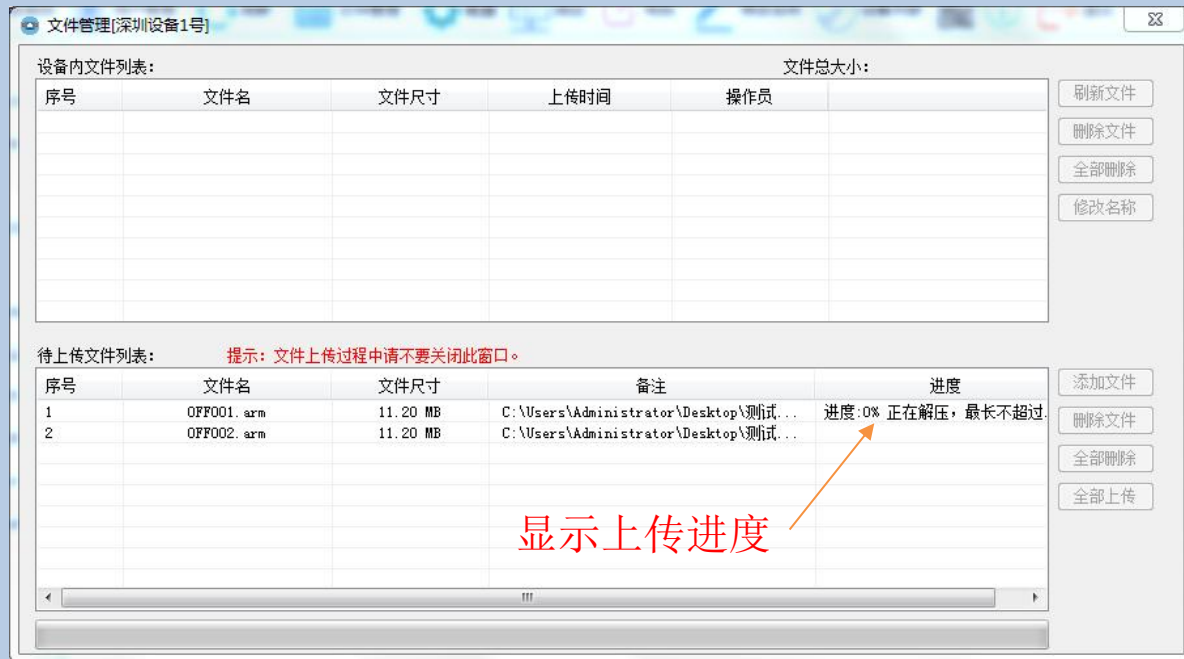 文件管理[深圳设备1号]
设备内文件列表: 文件总大小:
序号 文件名 文件尺寸 上传时间 操作员
刷新文件
删除文件
全部删除
修改名称
待上传文件列表: 提示: 文件上传过程中请不要关闭此窗口。
序号 文件名 文件尺寸 备注 进度
1 OFF001.arm 11.20 MB C:\Users\Administrator\Desktop\测试... 进度:0% 正在解压，最长不超过.
2 OFF002.arm 11.20 MB C:\Users\Administrator\Desktop\测试...
添加文件
删除文件
全部删除
全部上传
显示上传进度